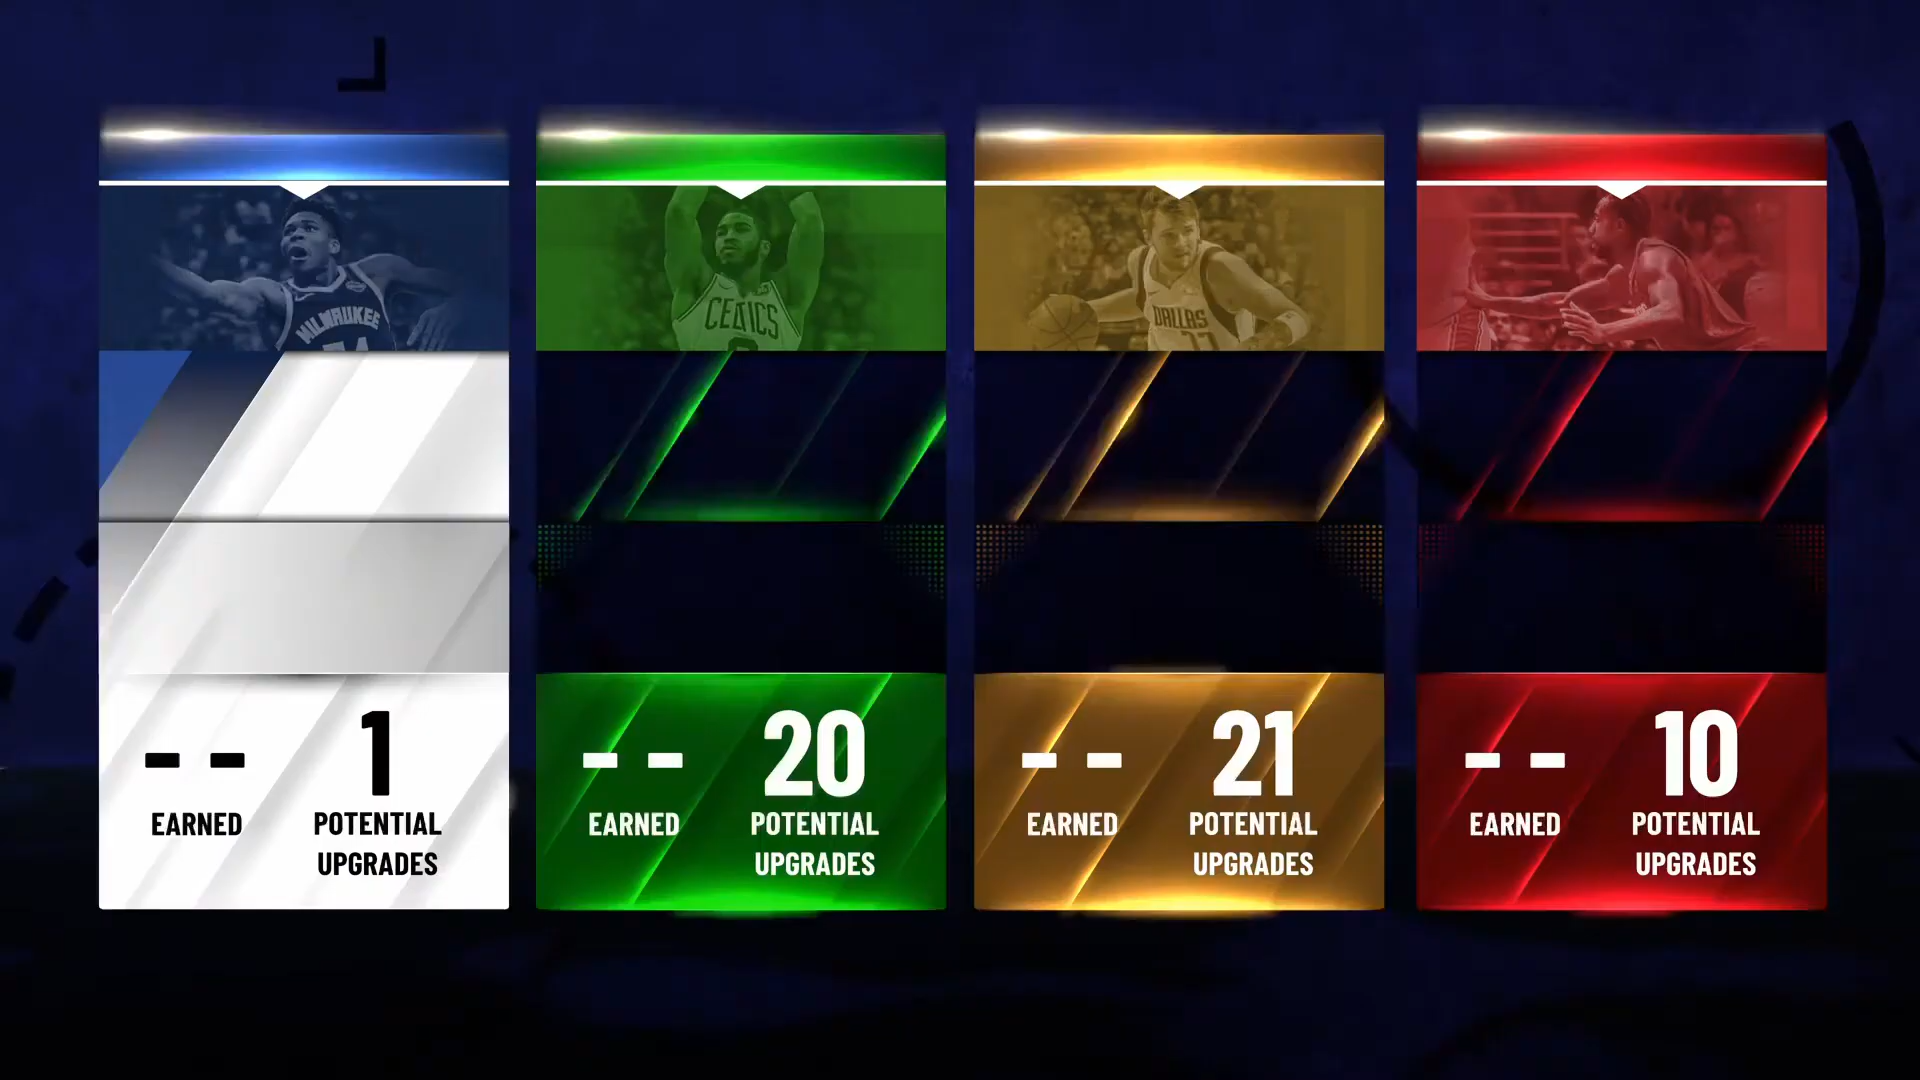 MILWAUKEE
CELTICS
DALLAS
-- 1
EARNED POTENTIAL
UPGRADES
-- 20
EARNED POTENTIAL
UPGRADES
-- 21
EARNED POTENTIAL
UPGRADES
-- 10
EARNED POTENTIAL
UPGRADES